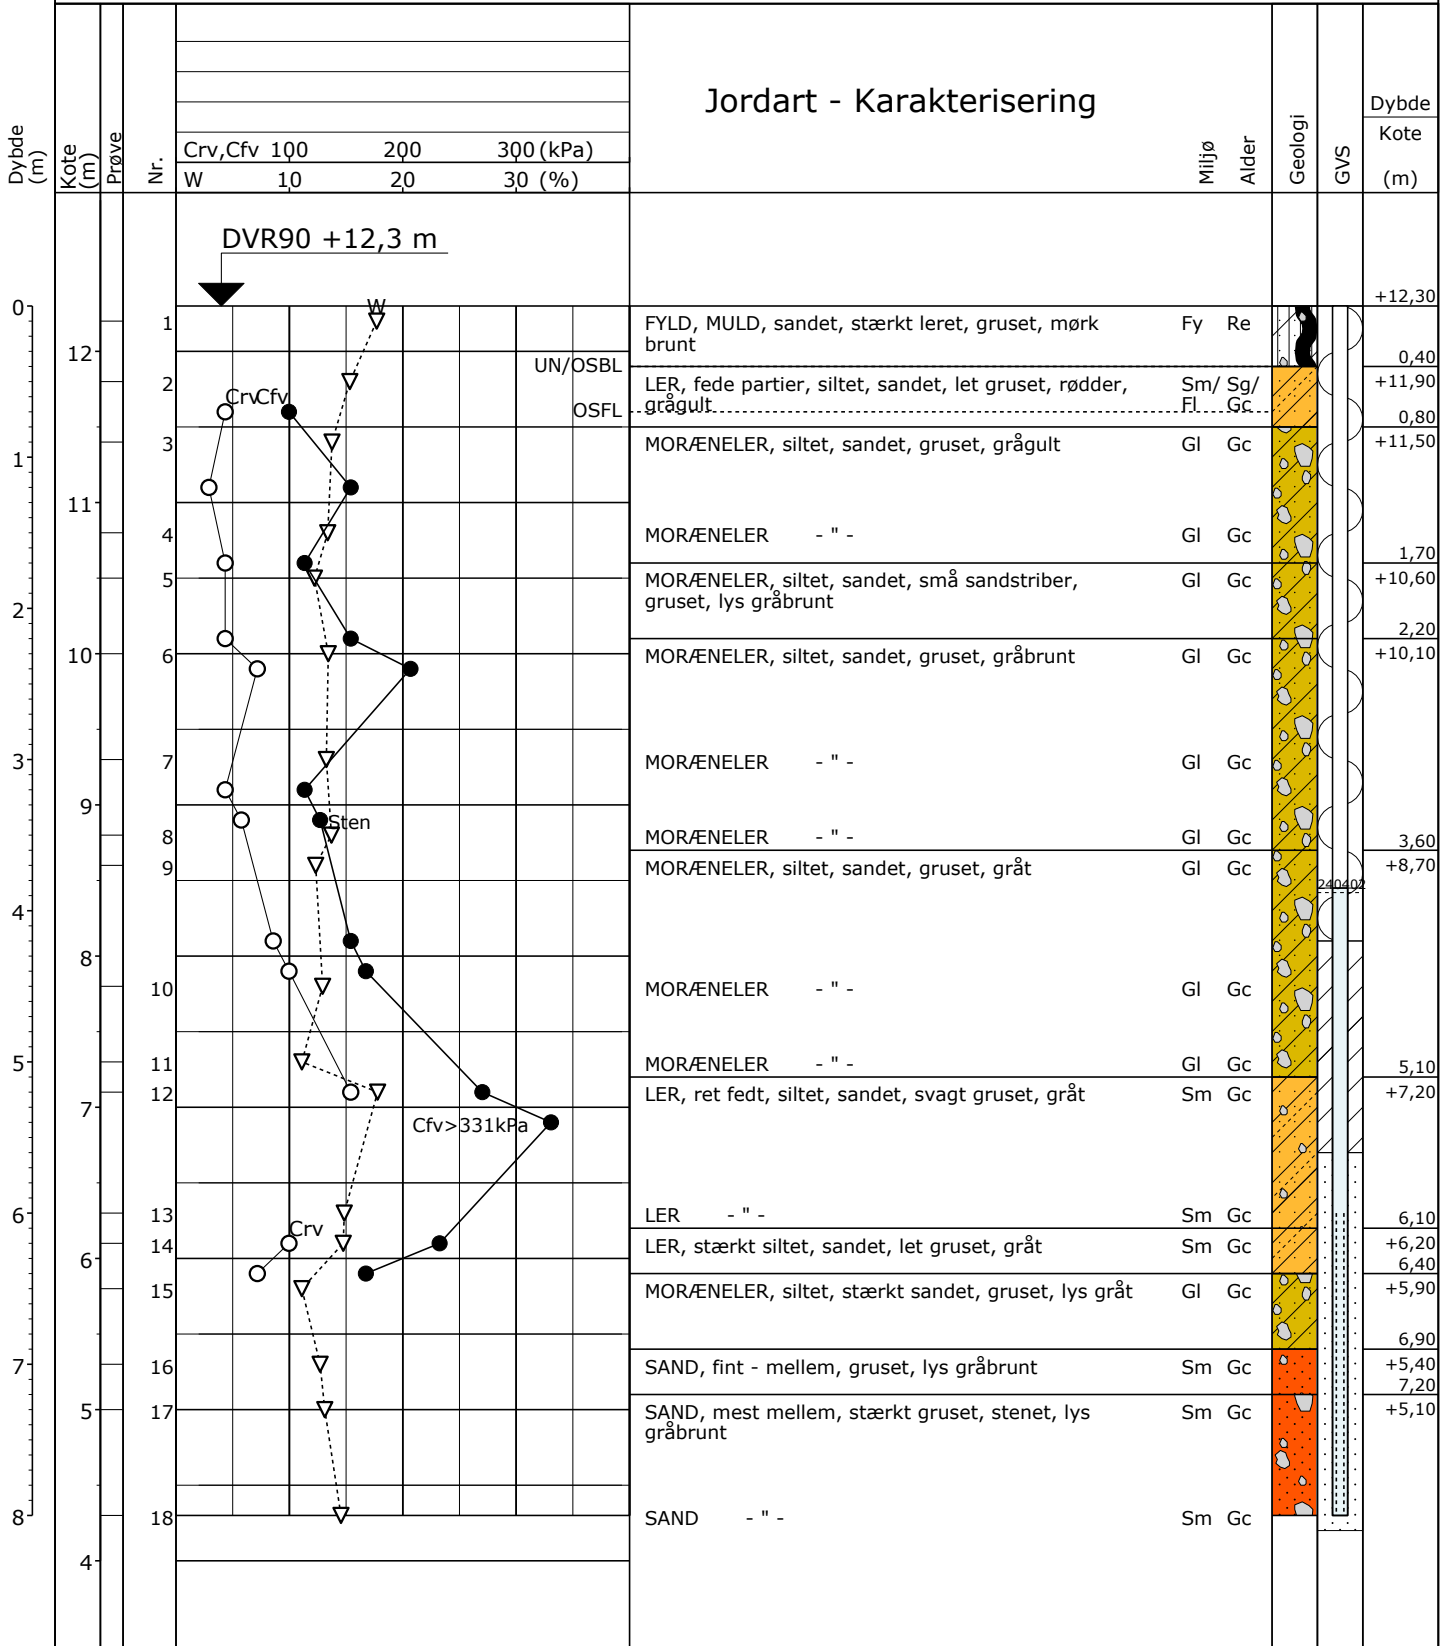 Dybde (m)
Kote (m)
Prøve
Nr.
Crv,Cfv 100 200 300 (kPa)
W 10 20 30 (%)
Jordart - Karakterisering
Miljø
Alder
Geologi
GVS
Dybde
Kote
(m)
DVR90 +12,3 m
0 +12,30
W
1 FYLD, MULD, sandet, stærkt leret, gruset, mørk Fy Re
brunt
12 UN/OSBL 0,40
2 LER, fede partier, siltet, sandet, let gruset, rødder, Sm/ Sg/ +11,90
Crv Cfv grågult Fl Gc
OSFL 0,80
3 MORÆNELER, siltet, sandet, gruset, grågult Gl Gc +11,50
1
11
4 MORÆNELER - " - Gl Gc
1,70
5 MORÆNELER, siltet, sandet, små sandstriber, Gl Gc +10,60
gruset, lys gråbrunt
2
2,20
10 6 MORÆNELER, siltet, sandet, gruset, gråbrunt Gl Gc +10,10
3 7 MORÆNELER - " - Gl Gc
9
Sten
8 MORÆNELER - " - Gl Gc 3,60
9 MORÆNELER, siltet, sandet, gruset, gråt Gl Gc +8,70
240402
4
8
10 MORÆNELER - " - Gl Gc
5 11 MORÆNELER - " - Gl Gc 5,10
12 LER, ret fedt, siltet, sandet, svagt gruset, gråt Sm Gc +7,20
7
Cfv>331kPa
6 13 LER - " - Sm Gc 6,10
Crv
14 LER, stærkt siltet, sandet, let gruset, gråt Sm Gc +6,20
6 6,40
15 MORÆNELER, siltet, stærkt sandet, gruset, lys gråt Gl Gc +5,90
6,90
7 16 SAND, fint - mellem, gruset, lys gråbrunt Sm Gc +5,40
7,20
5 17 SAND, mest mellem, stærkt gruset, stenet, lys Sm Gc +5,10
gråbrunt
8 18 SAND - " - Sm Gc
4